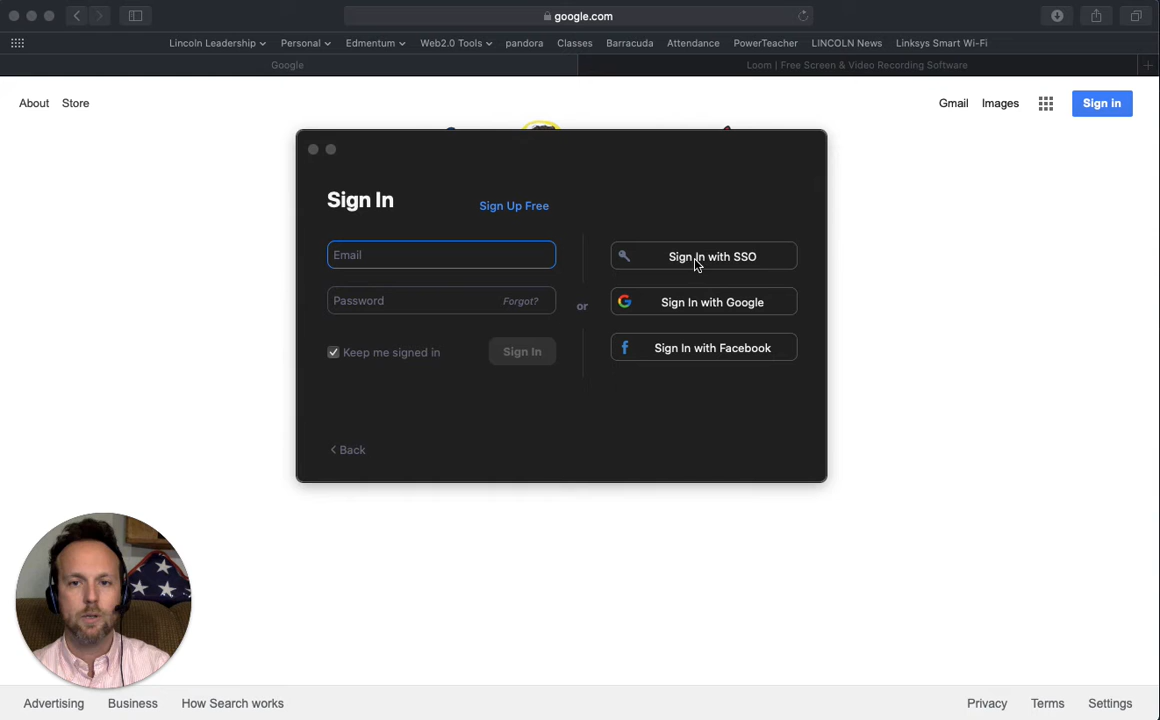 google.com
Lincoln Leadership Personal Edmentum Web2.0 Tools pandora Classes Barracuda Attendance PowerTeacher LINCOLN News Linksys Smart Wi-Fi
Google Loom | Free Screen & Video Recording Software
About Store Gmail Images Sign in
Sign In Sign Up Free
Email Sign In with SSO
Password Forgot? or Sign In with Google
Keep me signed in Sign In Sign In with Facebook
Back
Advertising Business How Search works Privacy Terms Settings